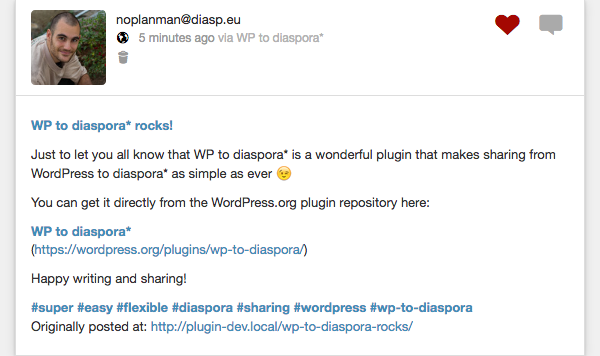 noplanman@diasp.eu
5 minutes ago via WP to diaspora*
WP to diaspora* rocks!
Just to let you all know that WP to diaspora* is a wonderful plugin that makes sharing from
WordPress to diaspora* as simple as ever 😉
You can get it directly from the WordPress.org plugin repository here:
WP to diaspora*
(https://wordpress.org/plugins/wp-to-diaspora/)
Happy writing and sharing!
#super #easy #flexible #diaspora #sharing #wordpress #wp-to-diaspora
Originally posted at: http://plugin-dev.local/wp-to-diaspora-rocks/